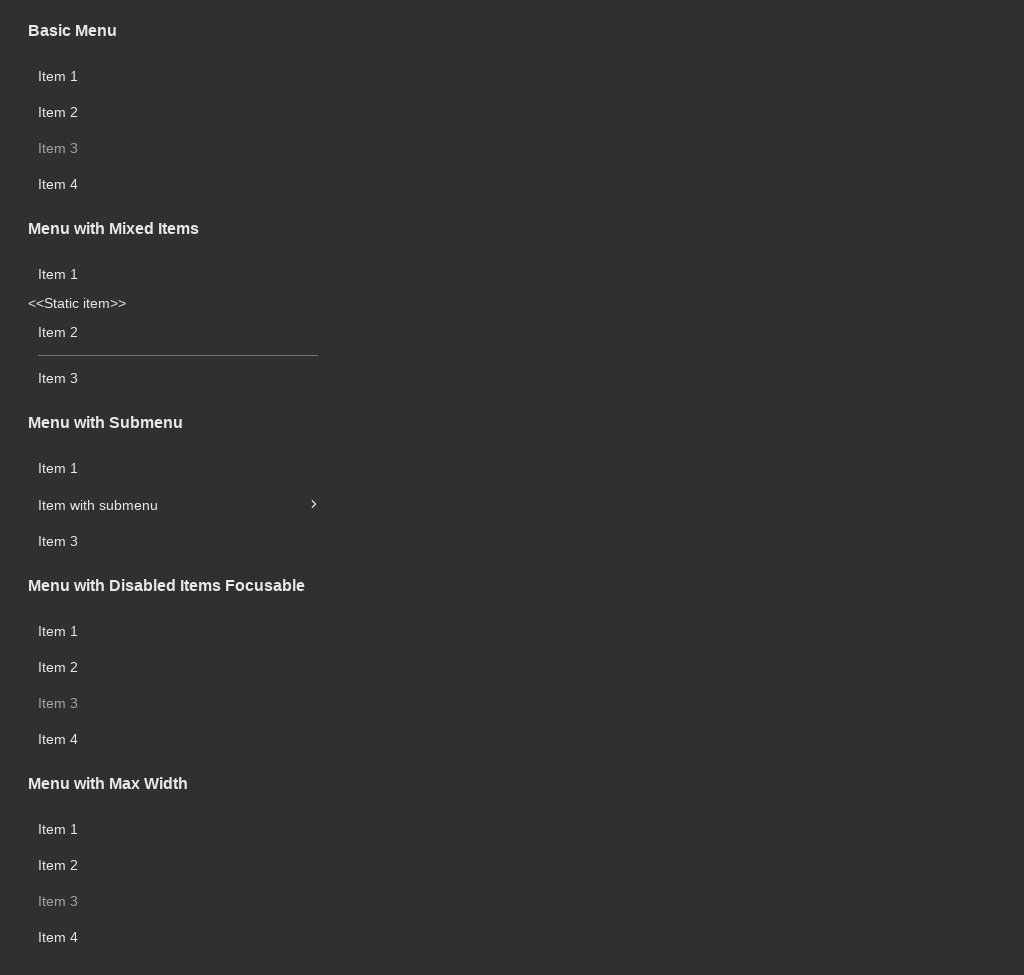 Basic Menu
Item 1
Item 2
Item 3
Item 4
Menu with Mixed Items
Item 1
<<Static item>>
Item 2
Item 3
Menu with Submenu
Item 1
Item with submenu
Item 3
Menu with Disabled Items Focusable
Item 1
Item 2
Item 3
Item 4
Menu with Max Width
Item 1
Item 2
Item 3
Item 4